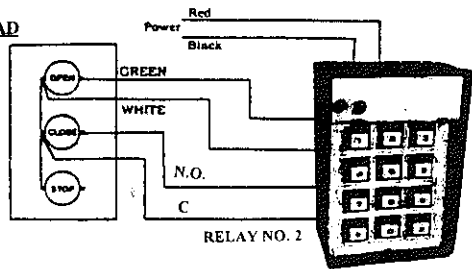 AD
Red
Power
Black
OPEN
GREEN
WHITE
CLOSE
N.O.
STOP
C
RELAY NO. 2